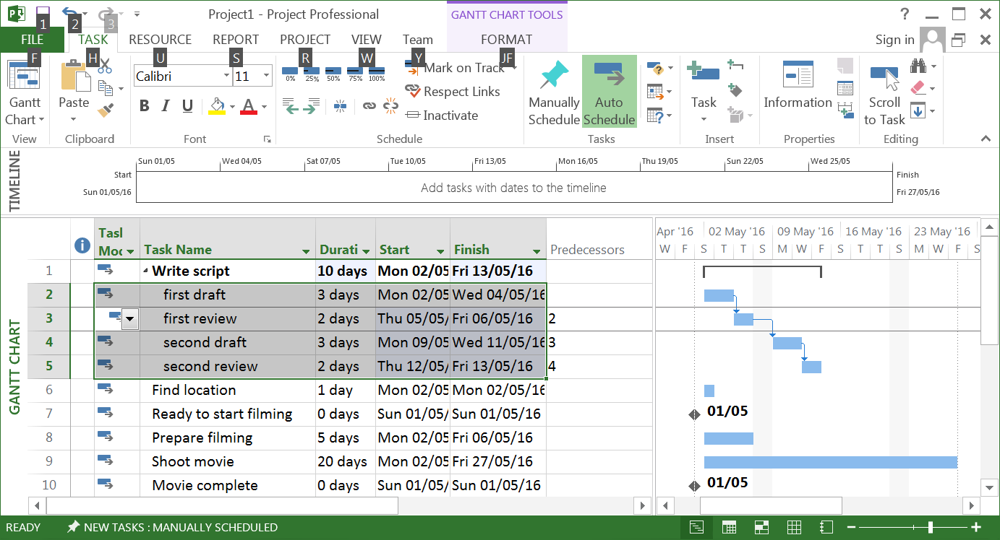 Project1 - Project Professional
GANTT CHART TOOLS
?
1
2
3
FILE
TASK
RESOURCE
REPORT
PROJECT
VIEW
Team
FORMAT
Sign in
F
H
U
S
R
W
Y
JF
Gantt
Chart
View
Paste
Clipboard
Calibri
11
B I U
A
Font
0%
25%
50%
75%
100%
Mark on Track
Respect Links
Inactivate
Schedule
Manually
Schedule
Auto
Schedule
Tasks
Task
Insert
Information
Properties
Scroll
to Task
Editing
TIMELINE
Sun 01/05
Wed 04/05
Sat 07/05
Tue 10/05
Fri 13/05
Mon 16/05
Thu 19/05
Sun 22/05
Wed 25/05
Start
Sun 01/05/16
Add tasks with dates to the timeline
Finish
Fri 27/05/16
GANTT CHART
Task
Mod
Task Name
Durati
Start
Finish
Predecessors
Apr '16
02 May '16
09 May '16
16 May '16
23 May '16
W F S T T S M W F S T T S M W F S
1 Write script 10 days Mon 02/05 Fri 13/05/16
2 first draft 3 days Mon 02/05 Wed 04/05/16
3 first review 2 days Thu 05/05/ Fri 06/05/16 2
4 second draft 3 days Mon 09/05 Wed 11/05/16 3
5 second review 2 days Thu 12/05/ Fri 13/05/16 4
6 Find location 1 day Mon 02/05 Mon 02/05/16
7 Ready to start filming 0 days Sun 01/05/ Sun 01/05/16
01/05
8 Prepare filming 5 days Mon 02/05 Fri 06/05/16
9 Shoot movie 20 days Mon 02/05 Fri 27/05/16
10 Movie complete 0 days Sun 01/05/ Sun 01/05/16
01/05
READY
NEW TASKS : MANUALLY SCHEDULED